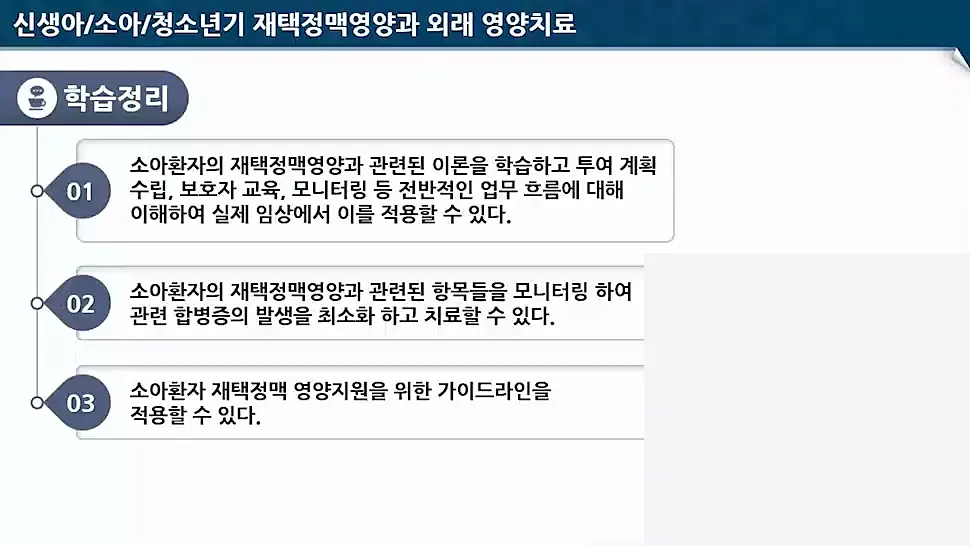 신생아/소아/청소년기 재택정맥영양과 외래 영양치료
학습정리
01
소아환자의 재택정맥영양과 관련된 이론을 학습하고 투여 계획
수립, 보호자 교육, 모니터링 등 전반적인 업무 흐름에 대해
이해하여 실제 임상에서 이를 적용할 수 있다.
02
소아환자의 재택정맥영양과 관련된 항목들을 모니터링 하여
관련 합병증의 발생을 최소화 하고 치료할 수 있다.
03
소아환자 재택정맥 영양지원을 위한 가이드라인을
적용할 수 있다.